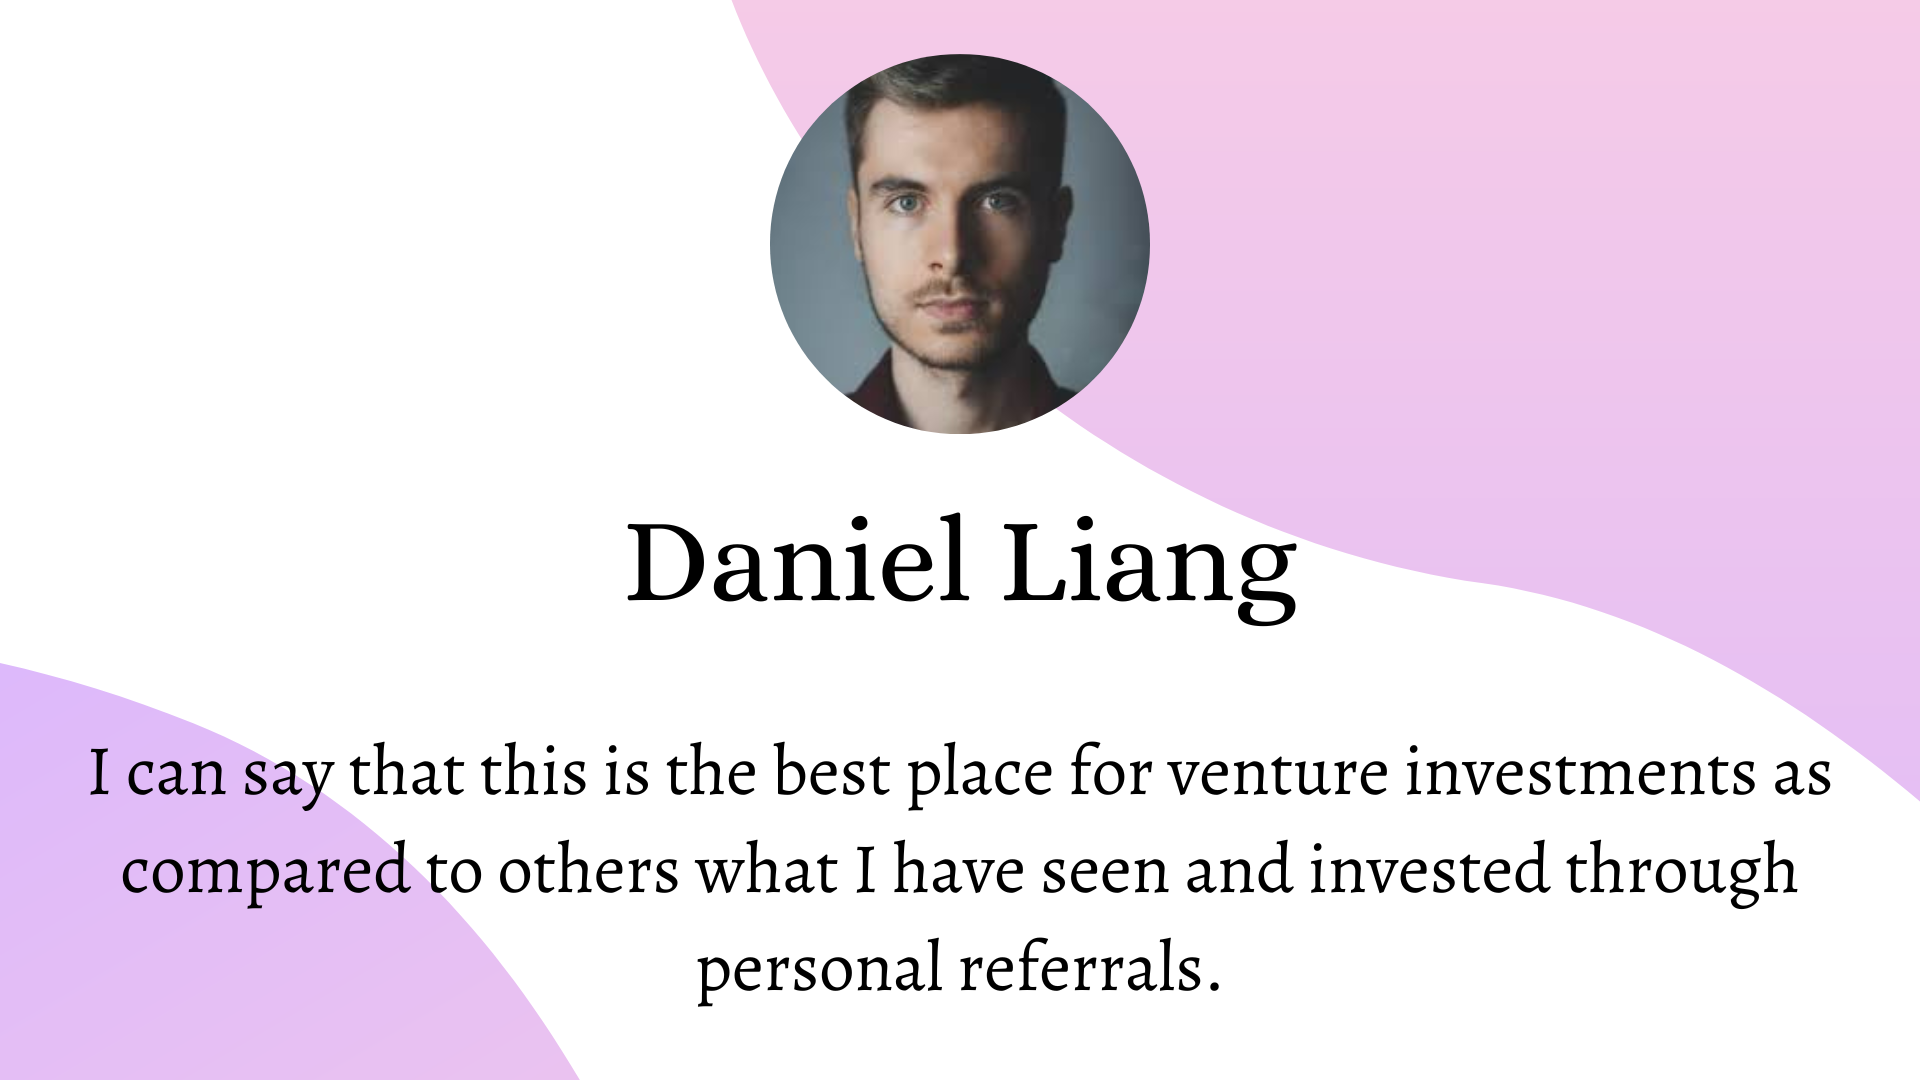 Daniel Liang
I can say that this is the best place for venture investments as
compared to others what I have seen and invested through
personal referrals.